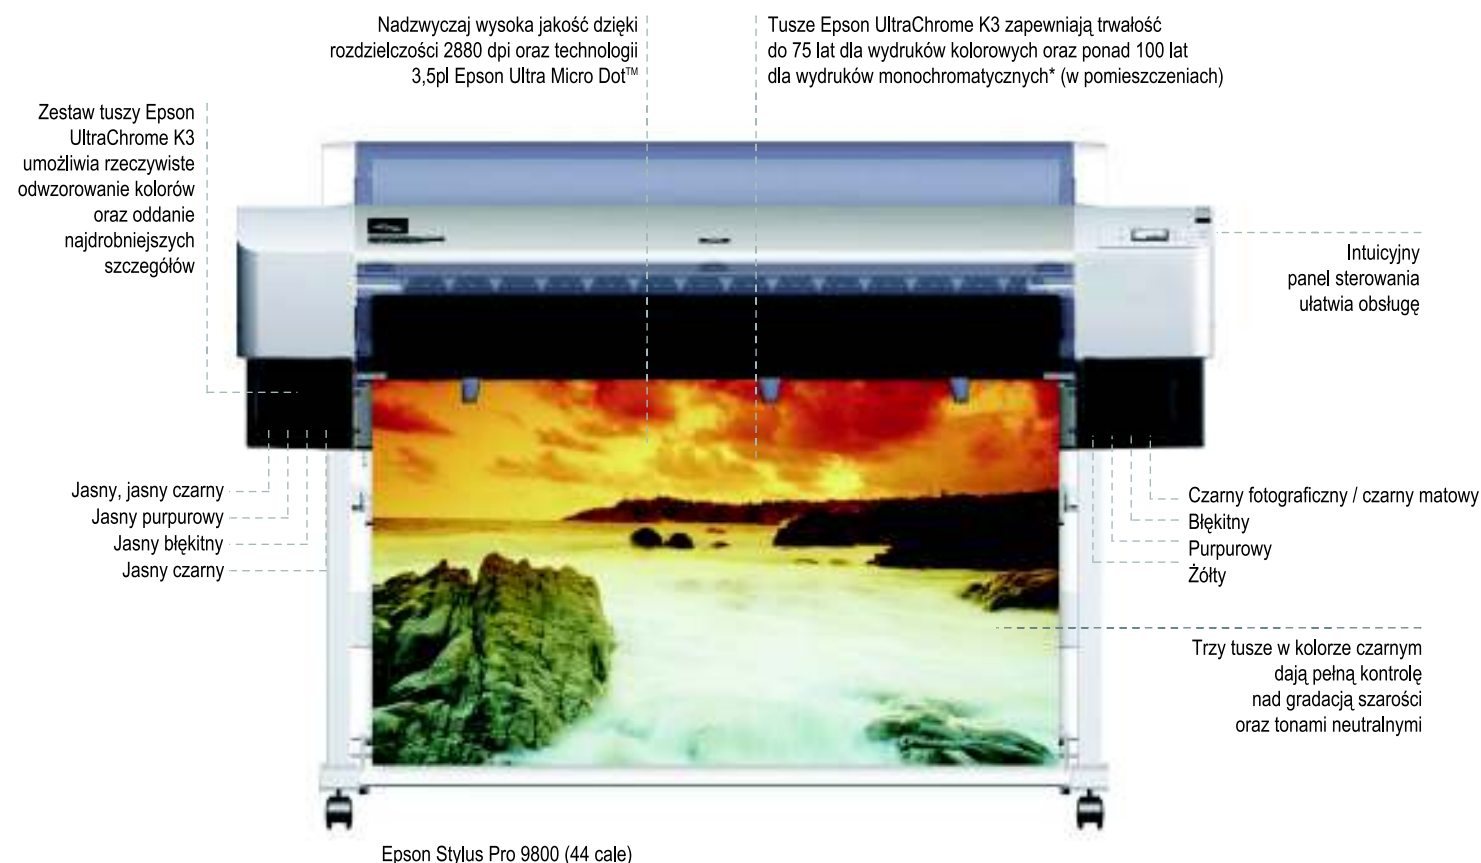 Nadzwyczaj wysoka jakość dzięki
rozdzielczości 2880 dpi oraz technologii
3,5pl Epson Ultra Micro Dot™
Tusze Epson UltraChrome K3 zapewniają trwałość
do 75 lat dla wydruków kolorowych oraz ponad 100 lat
dla wydruków monochromatycznych* (w pomieszczeniach)
Zestaw tuszy Epson
UltraChrome K3
umożliwia rzeczywiste
odwzorowanie kolorów
oraz oddanie
najdrobniejszych
szczegółów
Intuicyjny
panel sterowania
ułatwia obsługę
Jasny, jasny czarny
Jasny purpurowy
Jasny błękitny
Jasny czarny
Czarny fotograficzny / czarny matowy
Błękitny
Purpurowy
Żółty
Trzy tusze w kolorze czarnym
dają pełną kontrolę
nad gradacją szarości
oraz tonami neutralnymi
Epson Stylus Pro 9800 (44 cale)